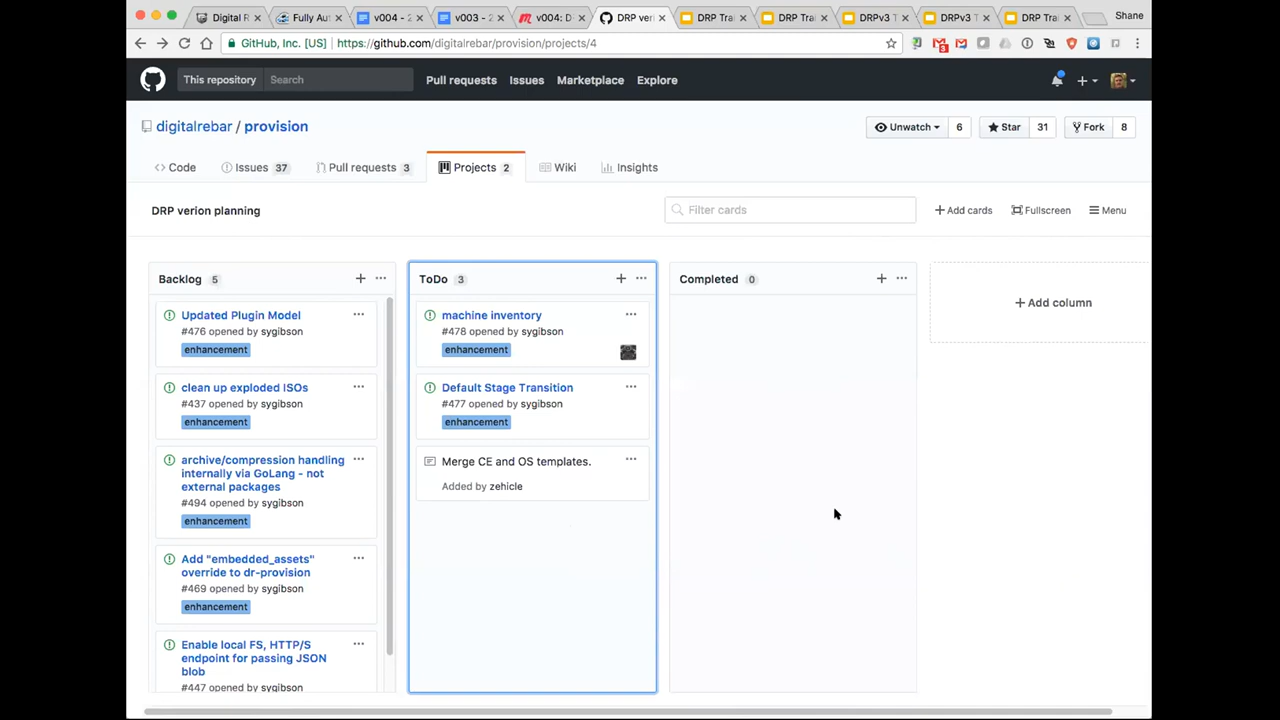 Digital R
Fully Aut
v004 - 2
v003 - 2
v004: D
DRP veri
DRP Trai
DRP Trai
DRPv3 T
DRPv3 T
DRP Trai
Shane
GitHub, Inc. [US]
https://github.com/digitalrebar/provision/projects/4
3
This repository
Search
Pull requests
Issues
Marketplace
Explore
digitalrebar / provision
Unwatch 6
Star 31
Fork 8
Code
Issues 37
Pull requests 3
Projects 2
Wiki
Insights
DRP verion planning
Filter cards
Add cards
Fullscreen
Menu
Backlog 5
Updated Plugin Model
#476 opened by sygibson
enhancement
clean up exploded ISOs
#437 opened by sygibson
enhancement
archive/compression handling
internally via GoLang - not
external packages
#494 opened by sygibson
enhancement
Add "embedded_assets"
override to dr-provision
#469 opened by sygibson
enhancement
Enable local FS, HTTP/S
endpoint for passing JSON
blob
#447 opened by sygibson
ToDo 3
machine inventory
#478 opened by sygibson
enhancement
Default Stage Transition
#477 opened by sygibson
enhancement
Merge CE and OS templates.
Added by zehicle
Completed 0
Add column